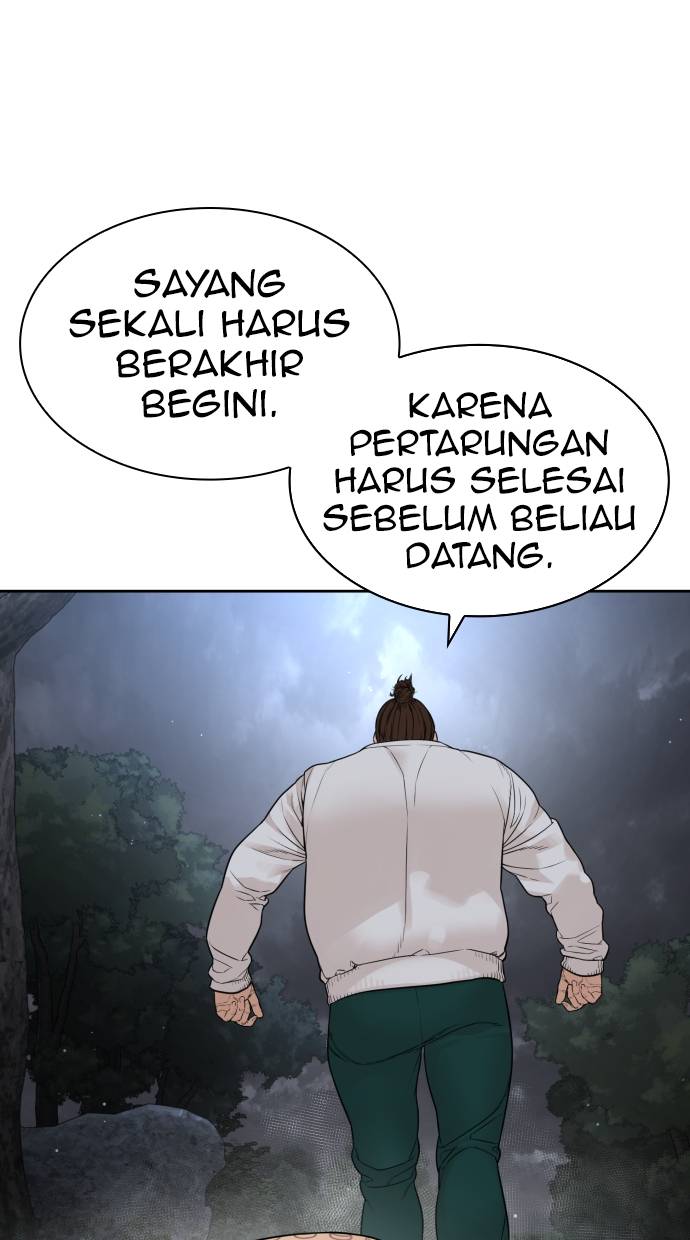 SAYANG
SEKALI HARUS
BERAKHIR
BEGINI.
KARENA
PERTARUNGAN
HARUS SELESAI
SEBELUM BELIAU
DATANG.